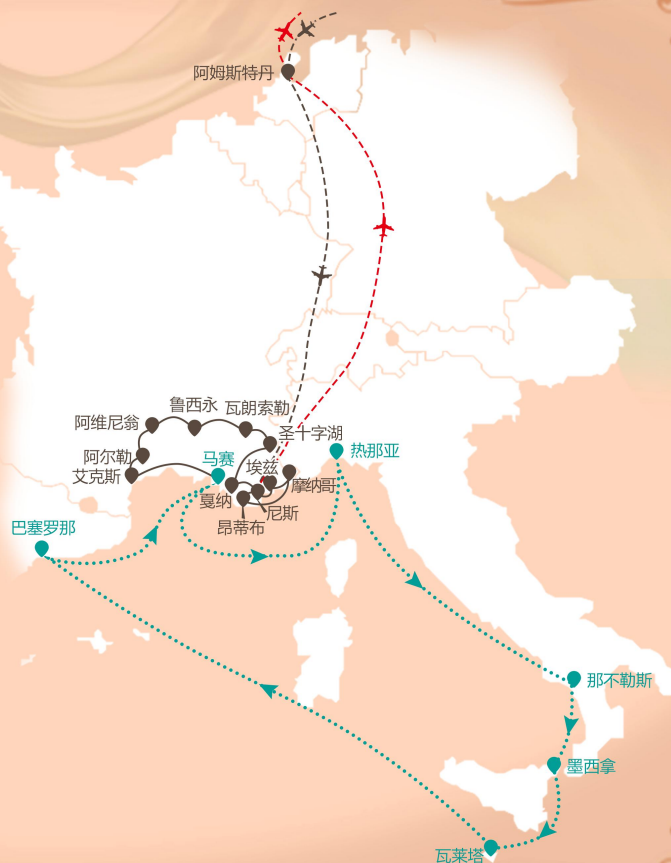 阿姆斯特丹
鲁西永
瓦朗索勒
阿维尼翁
圣十字湖
热那亚
阿尔勒
马赛
埃兹
艾克斯
摩纳哥
戛纳
尼斯
昂蒂布
巴塞罗那
那不勒斯
墨西拿
瓦莱塔